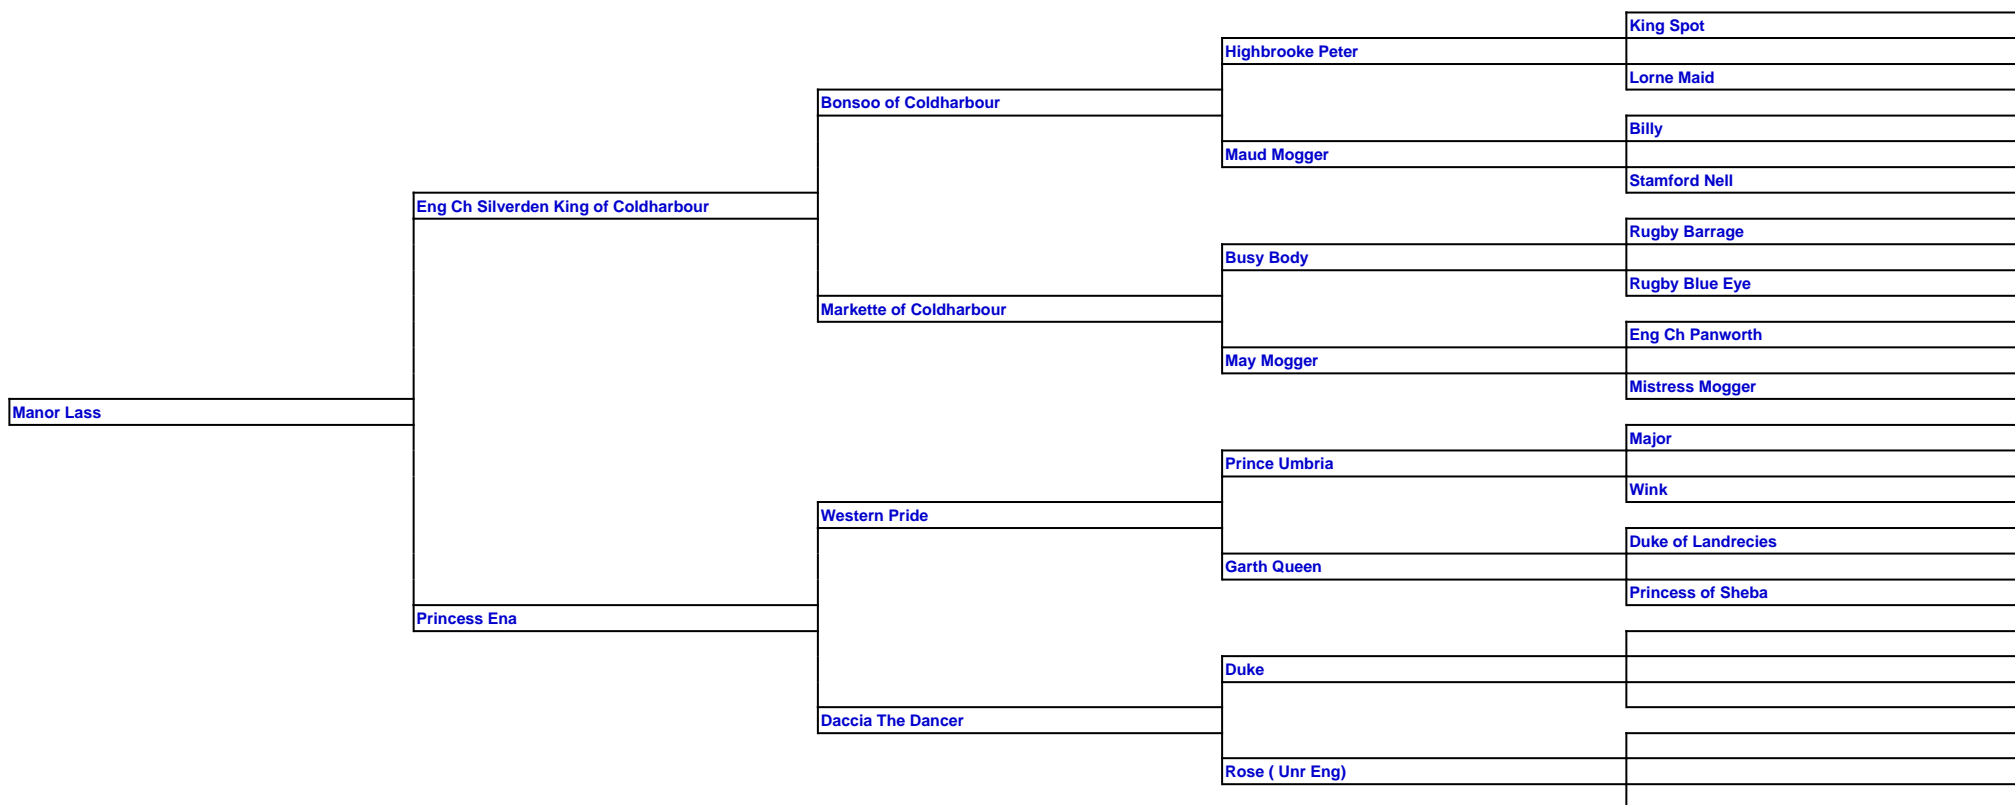 King Spot
Highbrooke Peter
Lorne Maid
Bonsoo of Coldharbour
Billy
Maud Mogger
Stamford Nell
Eng Ch Silverden King of Coldharbour
Rugby Barrage
Busy Body
Rugby Blue Eye
Markette of Coldharbour
Eng Ch Panworth
May Mogger
Mistress Mogger
Manor Lass
Major
Prince Umbria
Wink
Western Pride
Duke of Landrecies
Garth Queen
Princess of Sheba
Princess Ena
Duke
Daccia The Dancer
Rose ( Unr Eng)